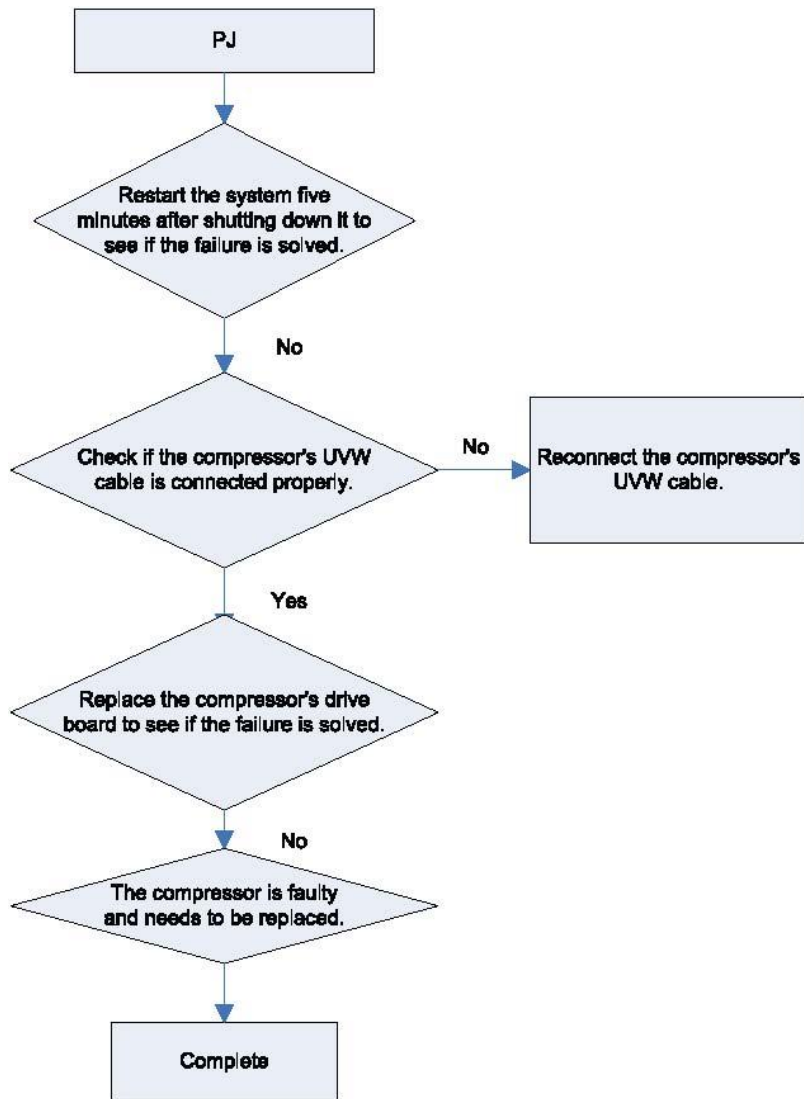 PJ
Restart the system five
minutes after shutting down it to
see if the failure is solved.
No
Check if the compressor's UVW
cable is connected properly.
No
Reconnect the compressor's
UVW cable.
Yes
Replace the compressor's drive
board to see if the failure is solved.
No
The compressor is faulty
and needs to be replaced.
Complete